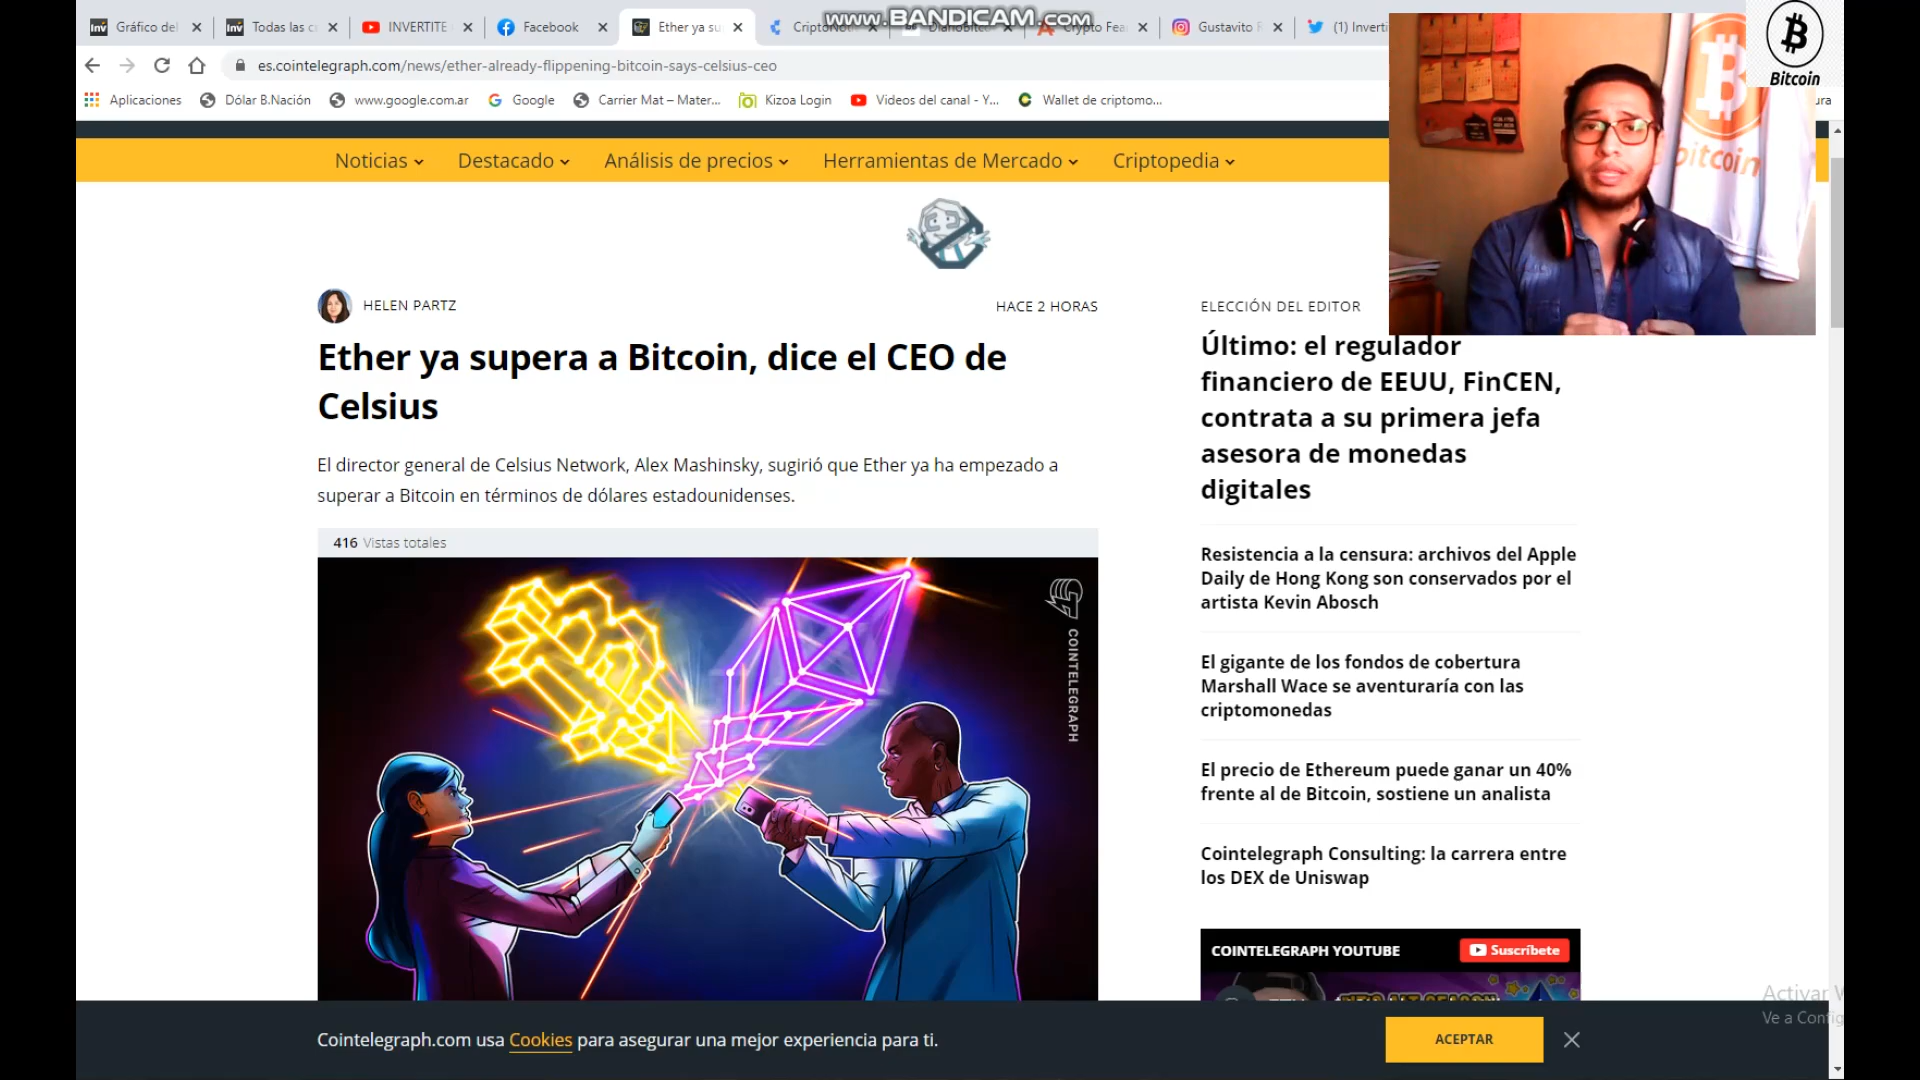 www.BANDICAM.com
Gráfico del
Todas las c
INVERTITE
Facebook
Ether ya su
Gustavito
(1) Inverti
es.cointelegraph.com/news/ether-already-flippening-bitcoin-says-celsius-ceo
Aplicaciones
Dólar B.Nación
www.google.com.ar
Google
Carrier Mat – Mater...
Kizoa Login
Videos del canal - Y...
Wallet de criptomo...
Bitcoin
bitcoin
Noticias
Destacado
Análisis de precios
Herramientas de Mercado
Criptopedia
HELEN PARTZ
HACE 2 HORAS
Ether ya supera a Bitcoin, dice el CEO de
Celsius
El director general de Celsius Network, Alex Mashinsky, sugirió que Ether ya ha empezado a
superar a Bitcoin en términos de dólares estadounidenses.
416 Vistas totales
COINTELEGRAPH
ELECCIÓN DEL EDITOR
Último: el regulador
financiero de EEUU, FinCEN,
contrata a su primera jefa
asesora de monedas
digitales
Resistencia a la censura: archivos del Apple
Daily de Hong Kong son conservados por el
artista Kevin Abosch
El gigante de los fondos de cobertura
Marshall Wace se aventuraría con las
criptomonedas
El precio de Ethereum puede ganar un 40%
frente al de Bitcoin, sostiene un analista
Cointelegraph Consulting: la carrera entre
los DEX de Uniswap
COINTELEGRAPH YOUTUBE
Suscríbete
Activar W
Ve a Config
Cointelegraph.com usa Cookies para asegurar una mejor experiencia para ti.
ACEPTAR